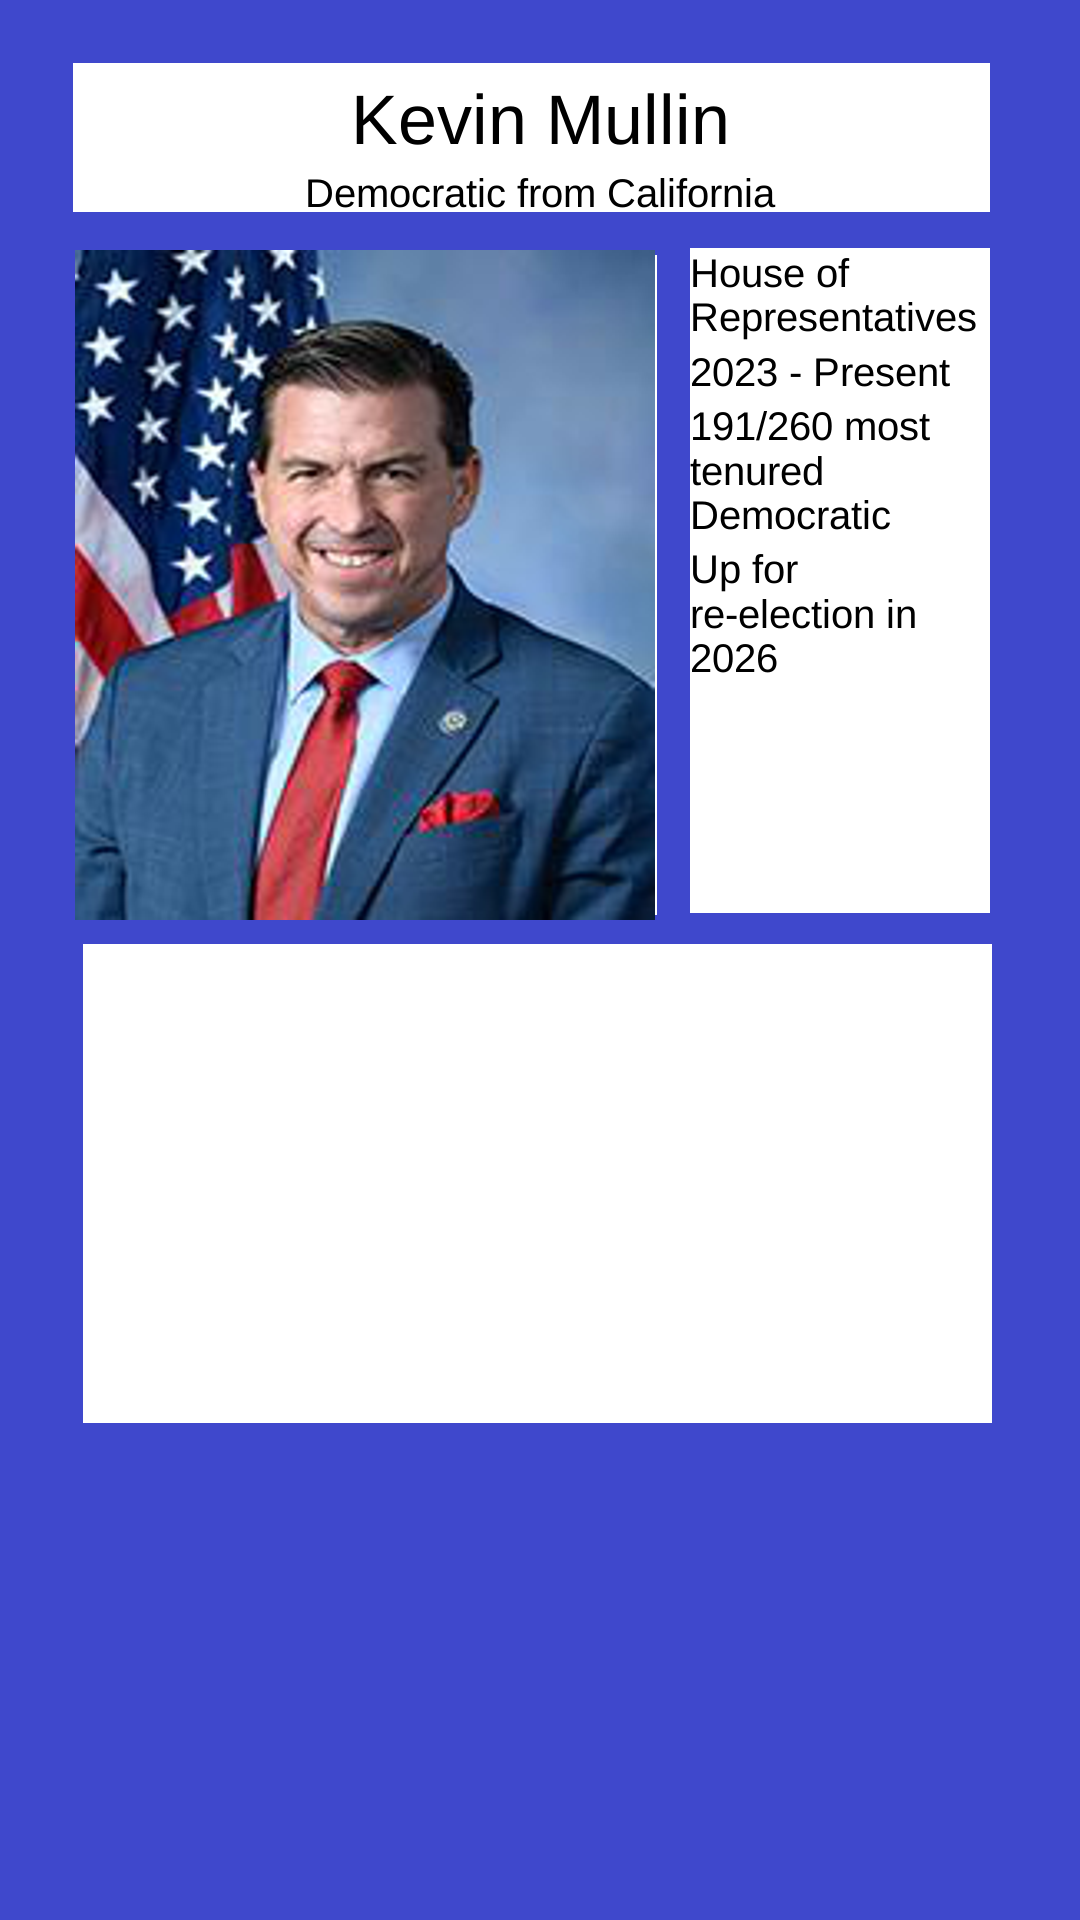 Kevin Mullin
Democratic from California
House of
Representatives
2023 - Present
191/260 most
tenured
Democratic
Up for
re-election in
2026